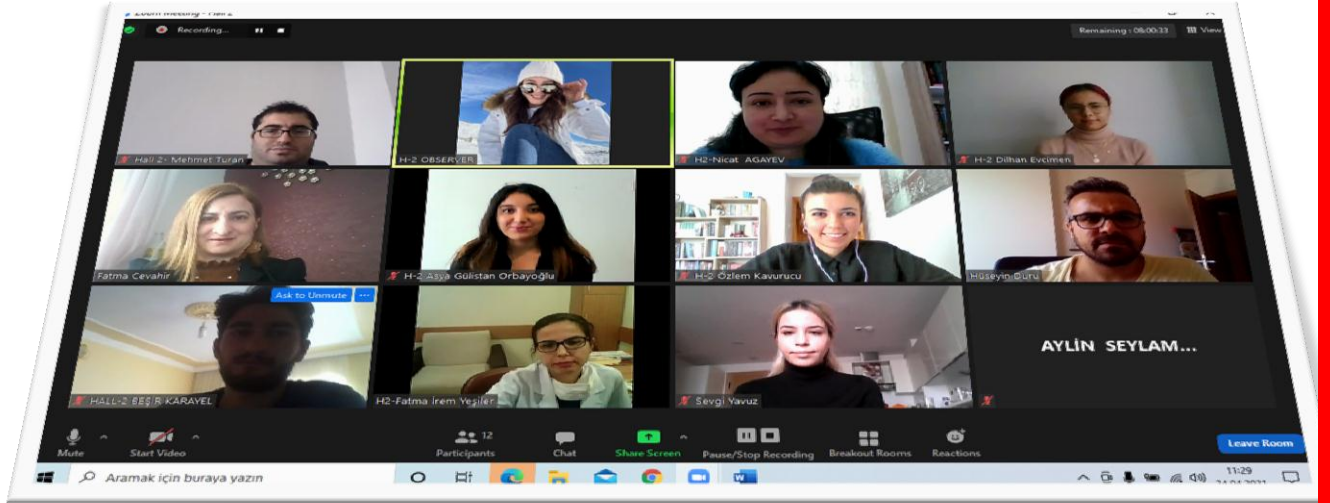 Zoom Meeting - Hall 2
Recording...
Remaining : 08:00:33
View
Hall 2- Mehmet Turan
H-2 OBSERVER
H2-Nicat AGAYEV
H-2 Dilhan Evcimen
Fatma Cevahir
H-2 Asya Gülistan Orbayoğlu
H-2 Özlem Kavurucu
Hüseyin Duru
Ask to Unmute
HALL-2 BEŞİR KARAYEL
H2-Fatma İrem Yeşiler
Sevgi Yavuz
AYLİN SEYLAM...
Mute
Start Video
12
Participants
Chat
Share Screen
Pause/Stop Recording
Breakout Rooms
Reactions
Leave Room
Aramak için buraya yazın
11:29
24.04.2021